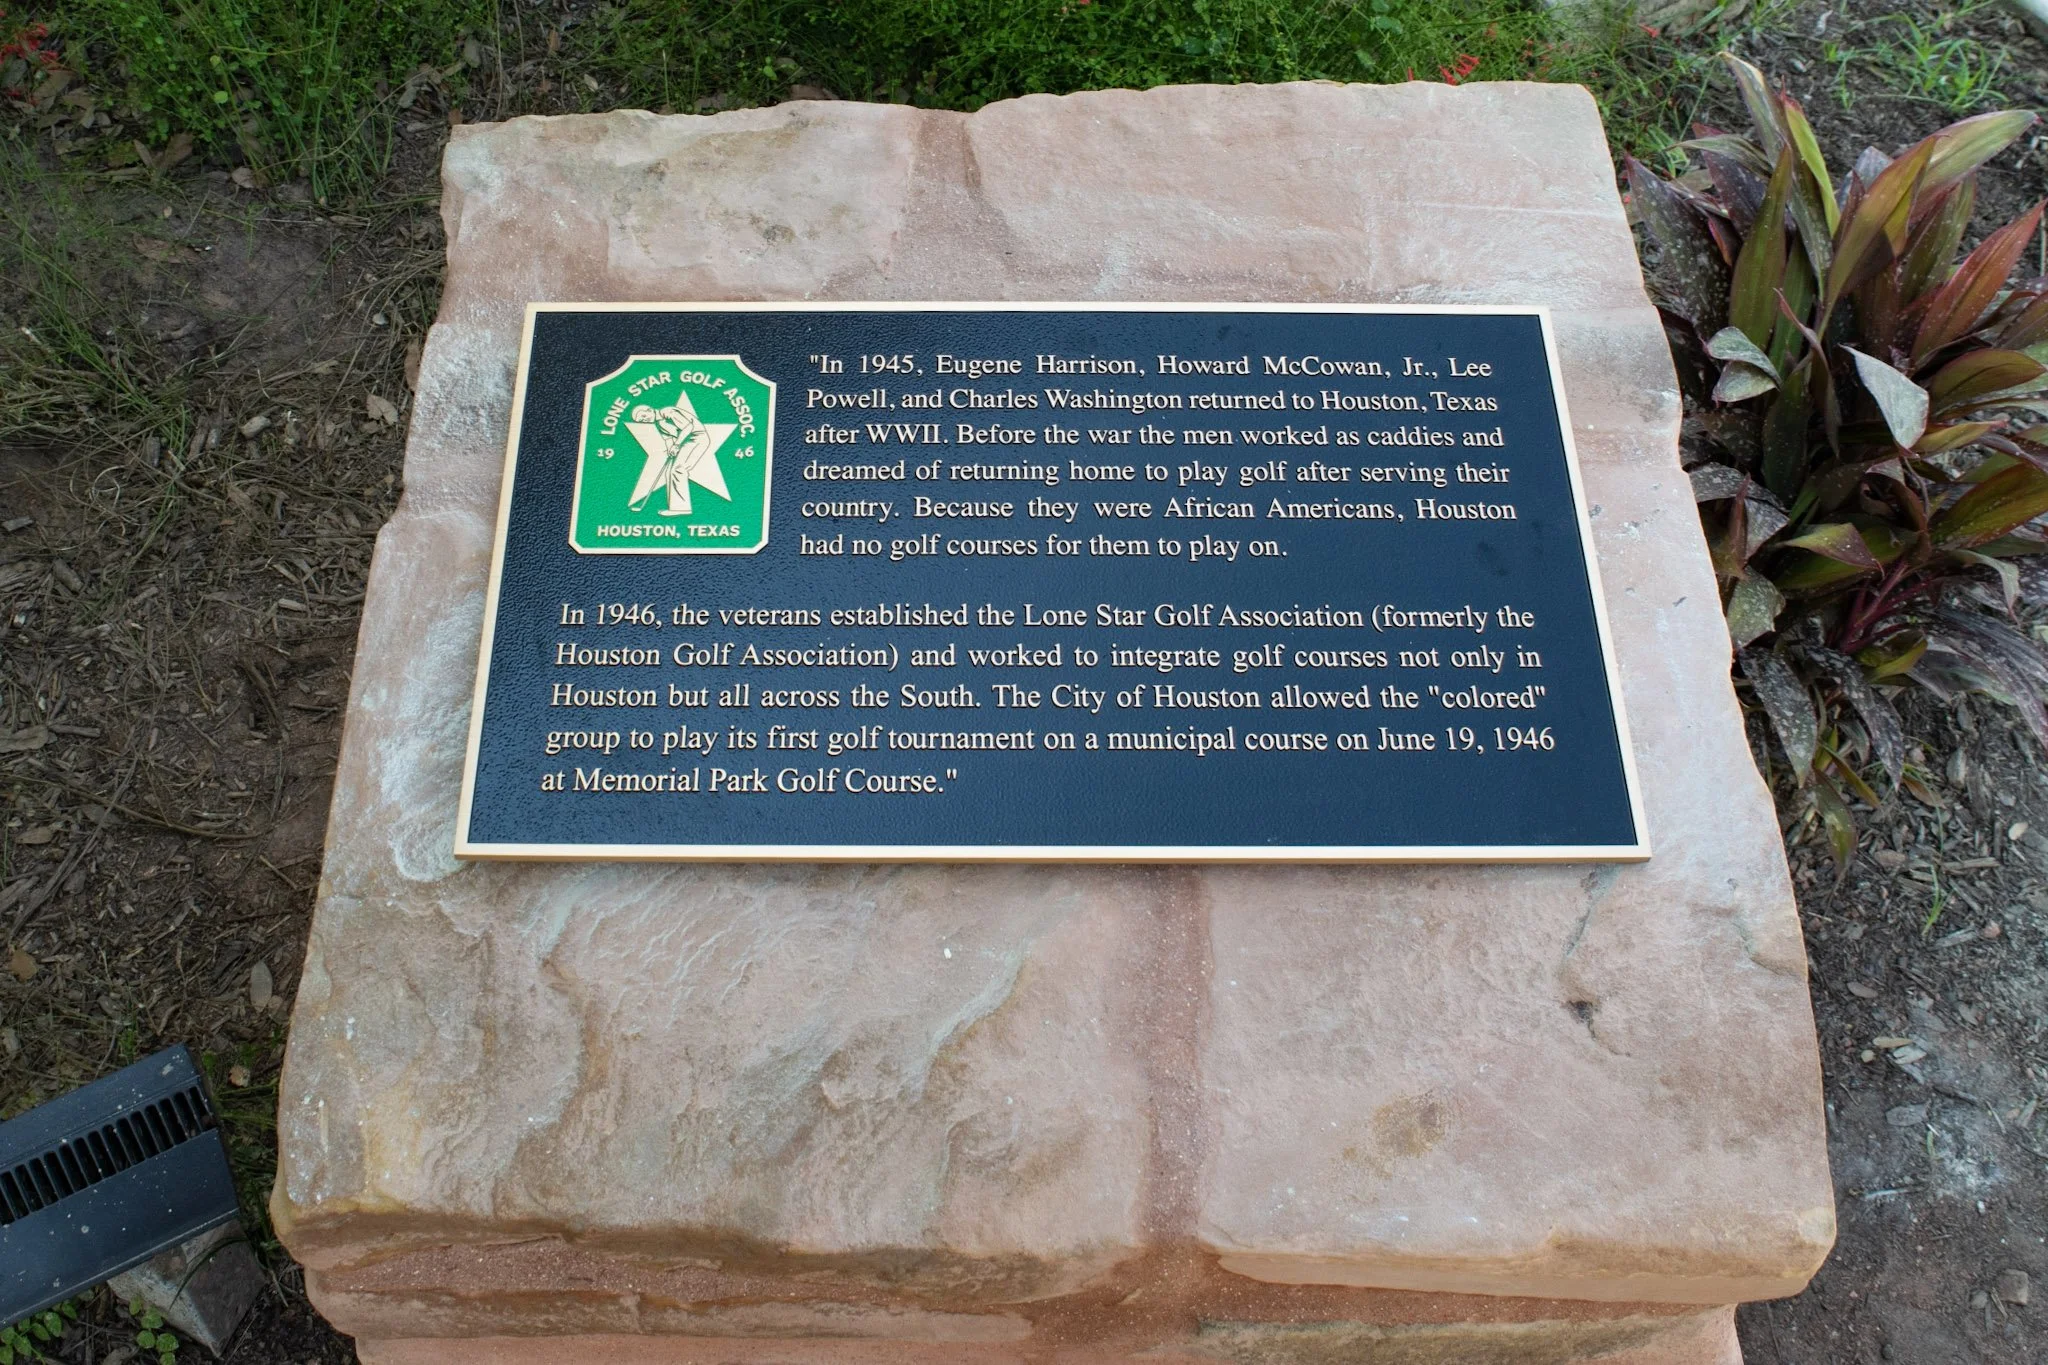 LONE STAR GOLF ASSOC.
19 46
HOUSTON, TEXAS
"In 1945, Eugene Harrison, Howard McCowan, Jr., Lee
Powell, and Charles Washington returned to Houston, Texas
after WWII. Before the war the men worked as caddies and
dreamed of returning home to play golf after serving their
country. Because they were African Americans, Houston
had no golf courses for them to play on.
In 1946, the veterans established the Lone Star Golf Association (formerly the
Houston Golf Association) and worked to integrate golf courses not only in
Houston but all across the South. The City of Houston allowed the "colored"
group to play its first golf tournament on a municipal course on June 19, 1946
at Memorial Park Golf Course."